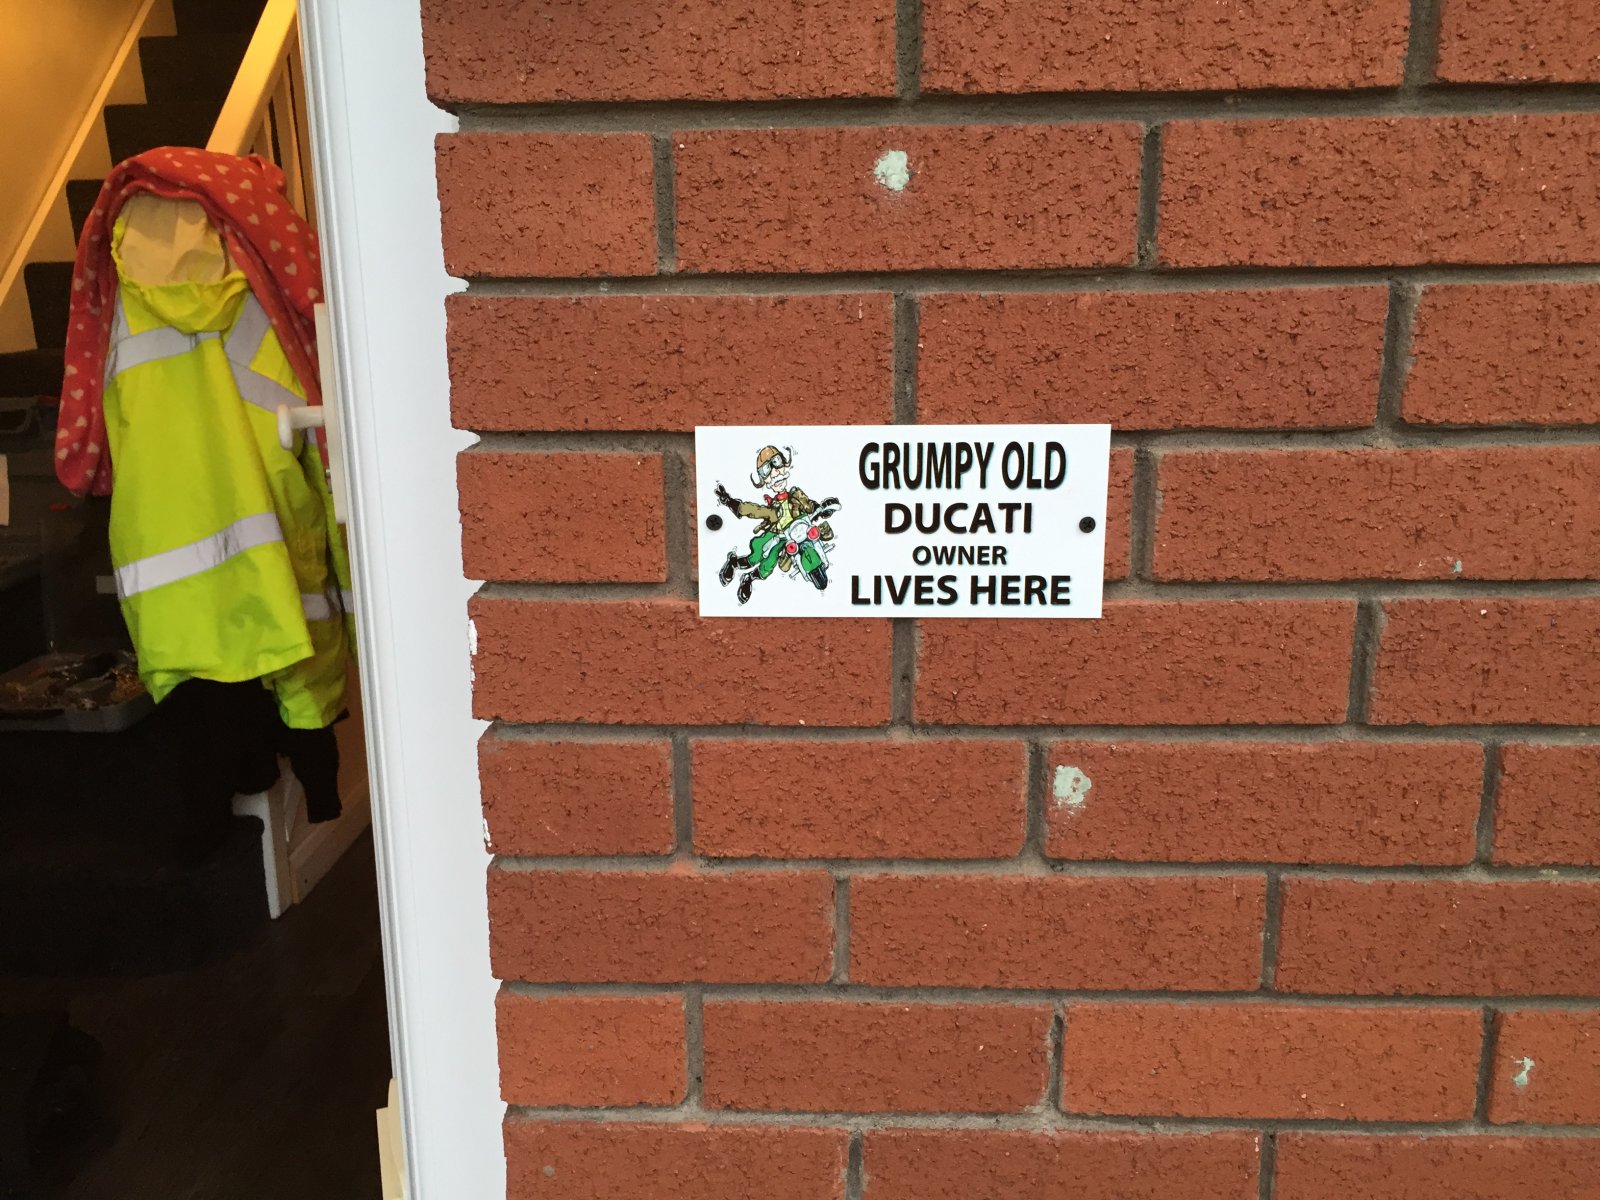 GRUMPY OLD
DUCATI
OWNER
LIVES HERE